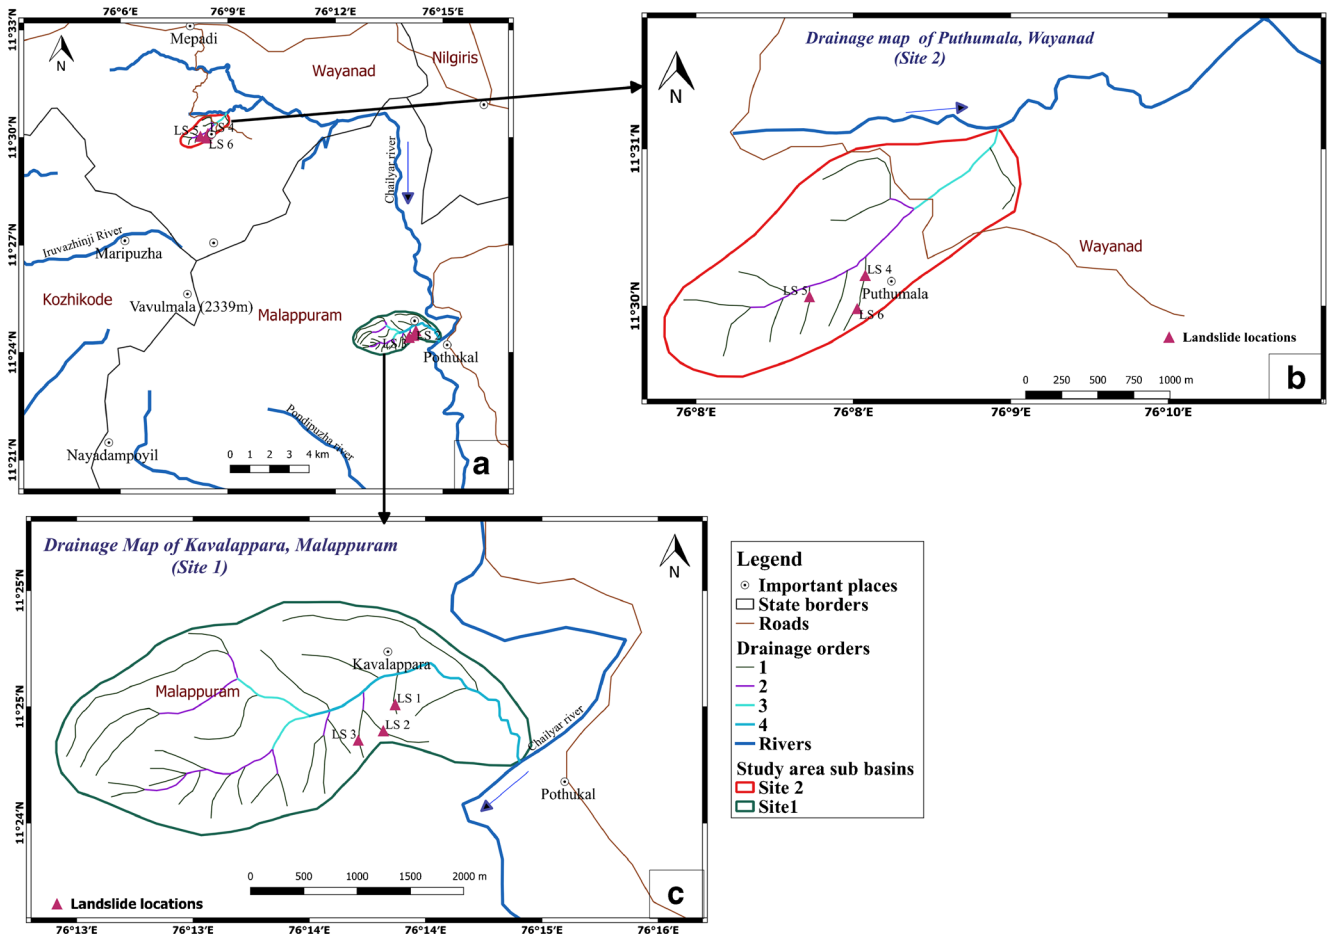 76°6'E 76°9'E 76°12'E 76°15'E
11°33'N
11°30'N
11°27'N
11°24'N
11°21'N
N
Mepadi
Wayanad
Nilgiris
LS 5
LS 4
LS 6
Chailyar river
Iruvazhinji River
Maripuzha
Kozhikode
Vavulmala (2339m)
Malappuram
LS 2
Pothukal
Pondipuzha river
Nayadampoyil
0 1 2 3 4 km
a
Drainage map of Puthumala, Wayanad
(Site 2)
N
11°31'N
11°30'N
Wayanad
LS 4
LS 5
Puthumala
LS 6
Landslide locations
0 250 500 750 1000 m
b
76°8'E 76°8'E 76°9'E 76°10'E
Drainage Map of Kavalappara, Malappuram
(Site 1)
N
11°25'N
11°25'N
11°24'N
Kavalappara
Malappuram
LS 1
LS 2
LS 3
Chailyar river
Pothukal
0 500 1000 1500 2000 m
Landslide locations
c
76°13'E 76°13'E 76°14'E 76°14'E 76°15'E 76°16'E
Legend
Important places
State borders
Roads
Drainage orders
1
2
3
4
Rivers
Study area sub basins
Site 2
Site1